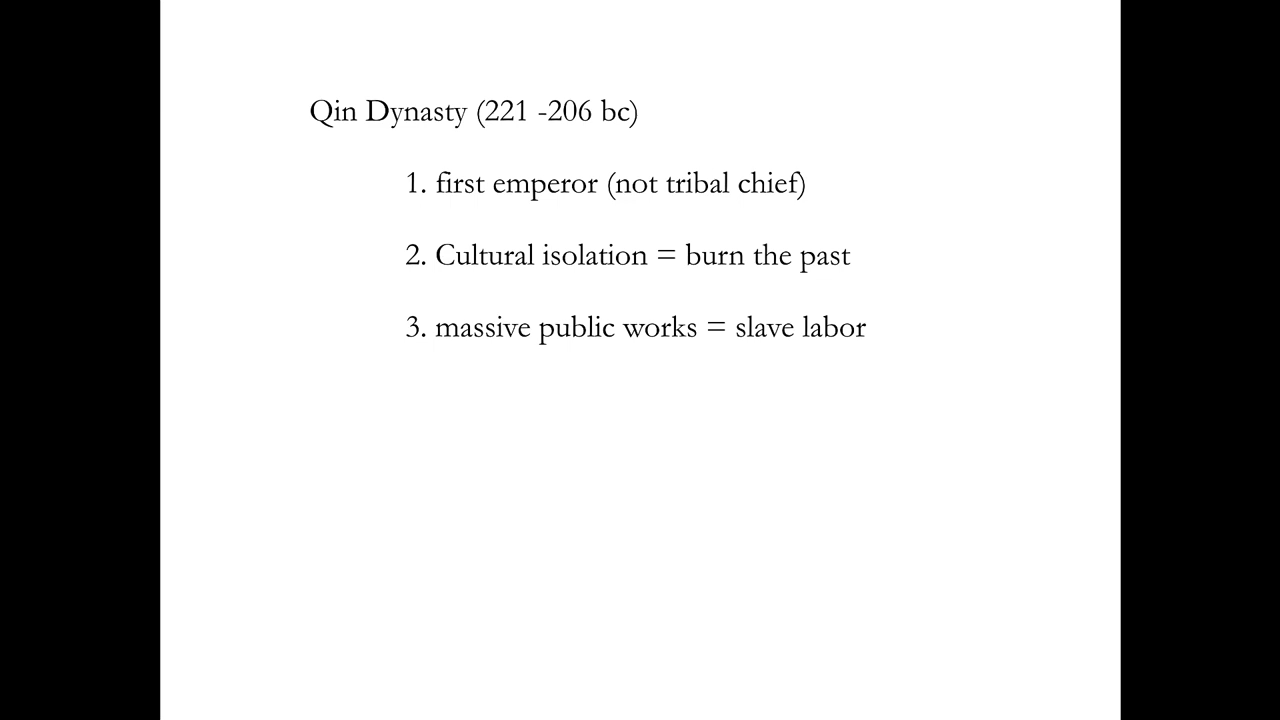 Qin Dynasty (221 -206 bc)
1. first emperor (not tribal chief)
2. Cultural isolation = burn the past
3. massive public works = slave labor